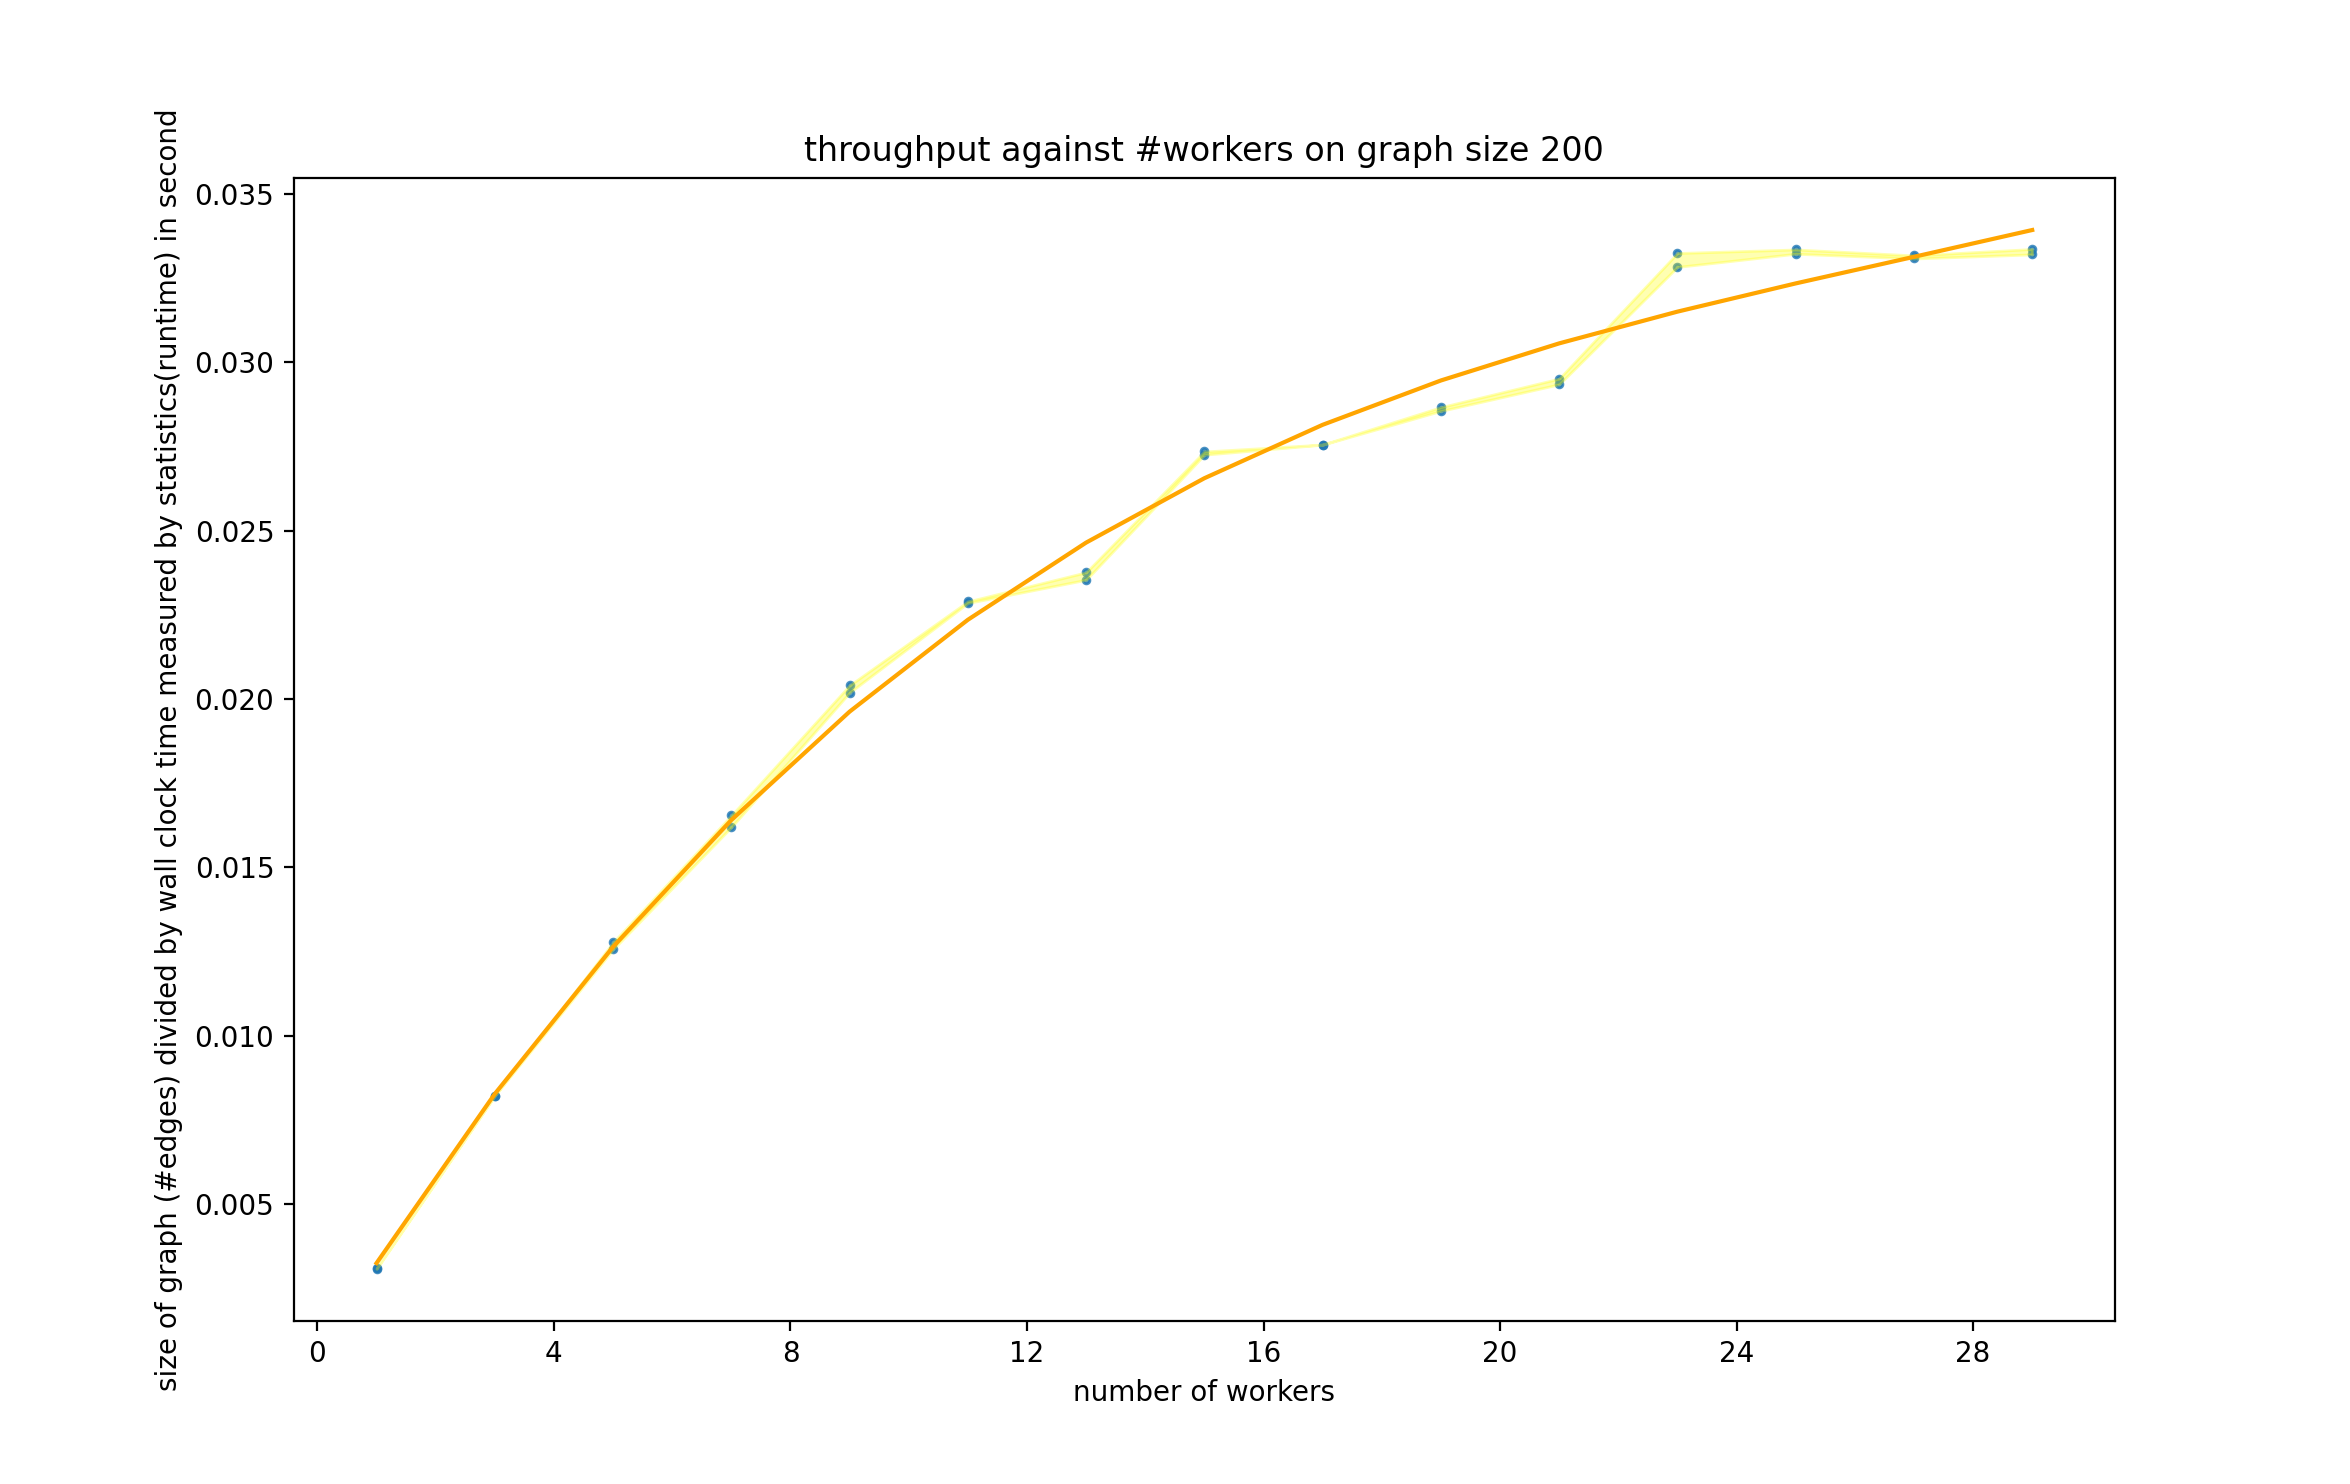 throughput against #workers on graph size 200
size of graph (#edges) divided by wall clock time measured by statistics(runtime) in second
0.035
0.030
0.025
0.020
0.015
0.010
0.005
0 4 8 12 16 20 24 28
number of workers